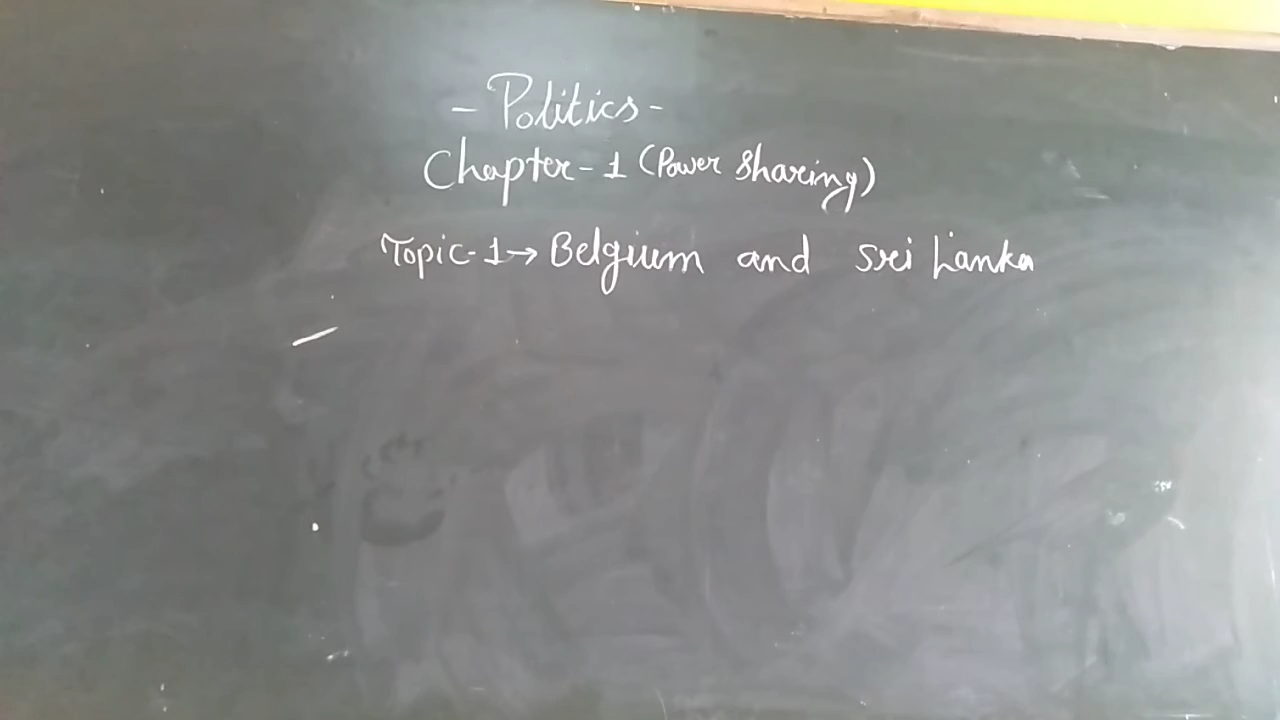 - Politics -
Chapter - 1 (Power Sharing)
Topic - 1 → Belgium and Sri Lanka